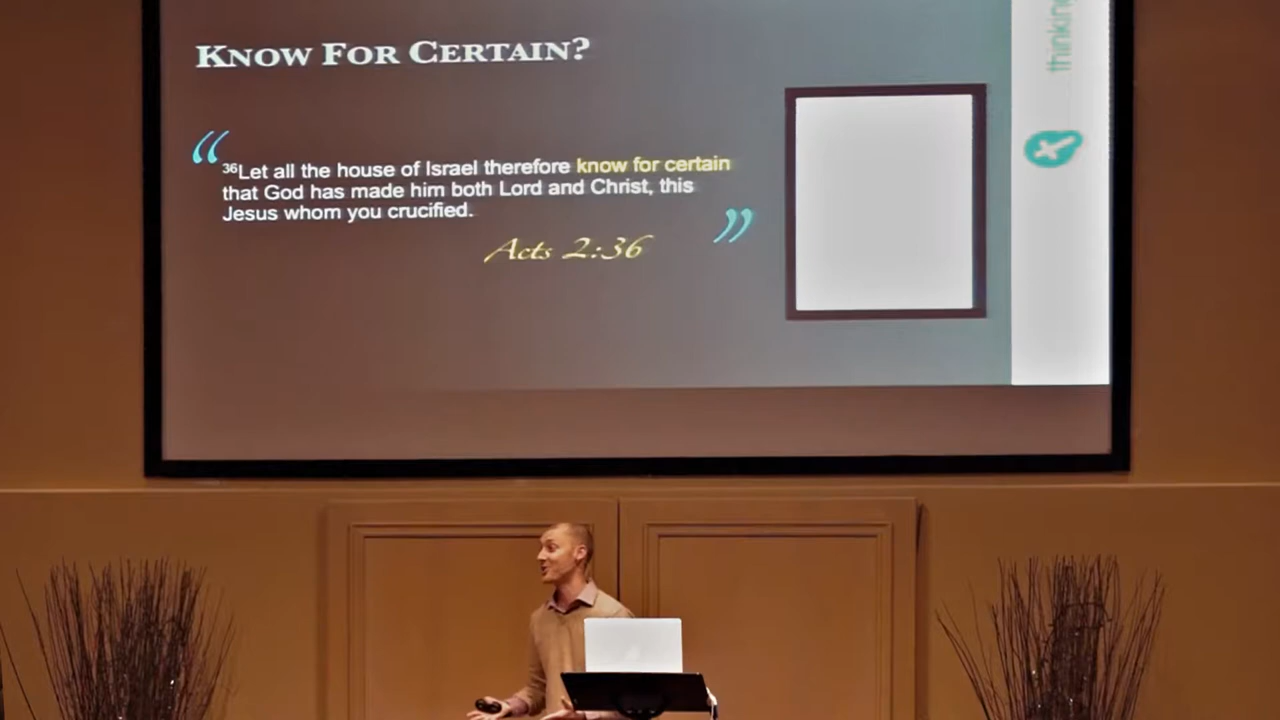 KNOW FOR CERTAIN?
“
³⁶Let all the house of Israel therefore know for certain
that God has made him both Lord and Christ, this
Jesus whom you crucified.
”
Acts 2:36
thinking